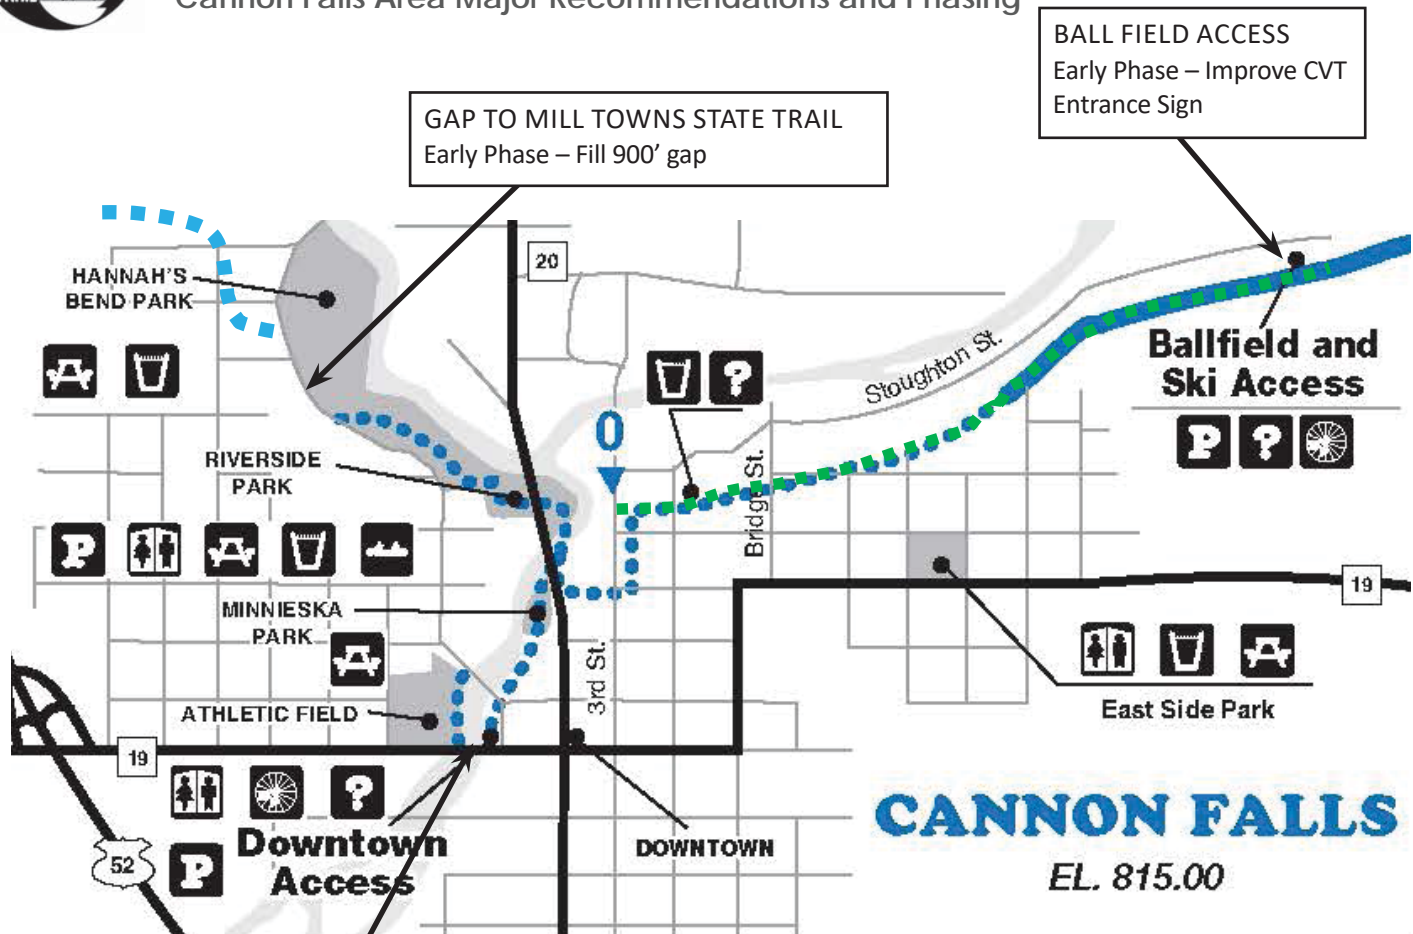 Cannon Falls Area Major Recommendations and Phasing
BALL FIELD ACCESS
Early Phase – Improve CVT
Entrance Sign
GAP TO MILL TOWNS STATE TRAIL
Early Phase – Fill 900’ gap
20
HANNAH'S
BEND PARK
Stoughton St.
Ballfield and
Ski Access
?
0
P ?
RIVERSIDE
PARK
Bridge St.
P
19
MINNIESKA
PARK
3rd St.
ATHLETIC FIELD
East Side Park
19
?
52
P
Downtown
Access
DOWNTOWN
CANNON FALLS
EL. 815.00